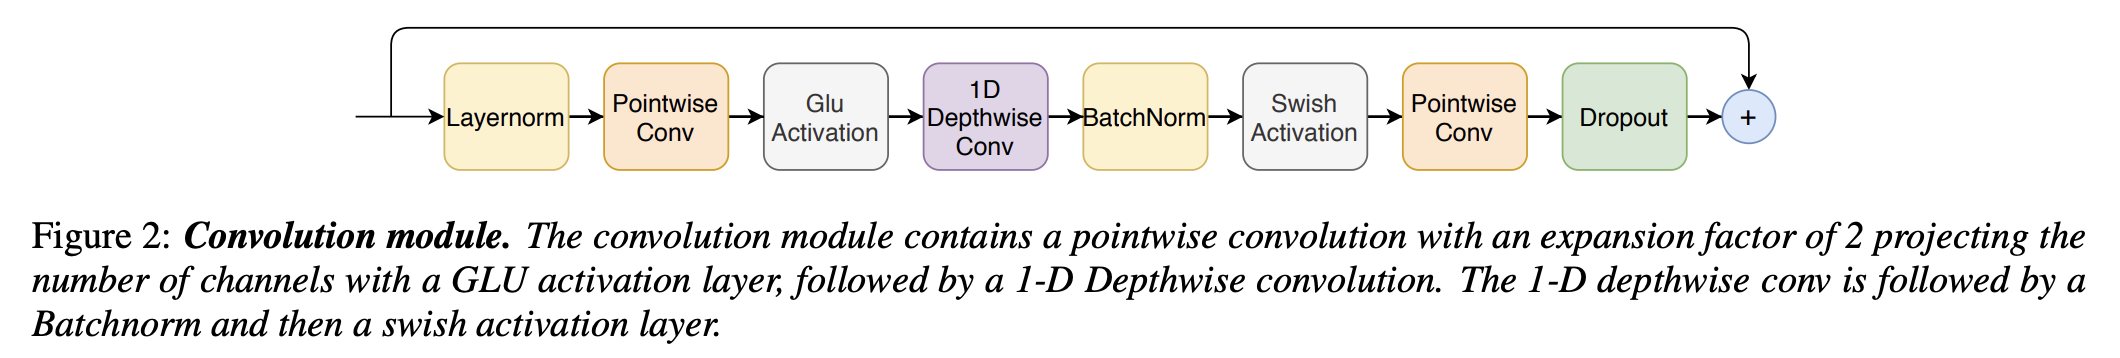 Layernorm
Pointwise
Conv
Glu
Activation
1D
Depthwise
Conv
BatchNorm
Swish
Activation
Pointwise
Conv
Dropout
+
Figure 2: Convolution module. The convolution module contains a pointwise convolution with an expansion factor of 2 projecting the
number of channels with a GLU activation layer, followed by a 1-D Depthwise convolution. The 1-D depthwise conv is followed by a
Batchnorm and then a swish activation layer.